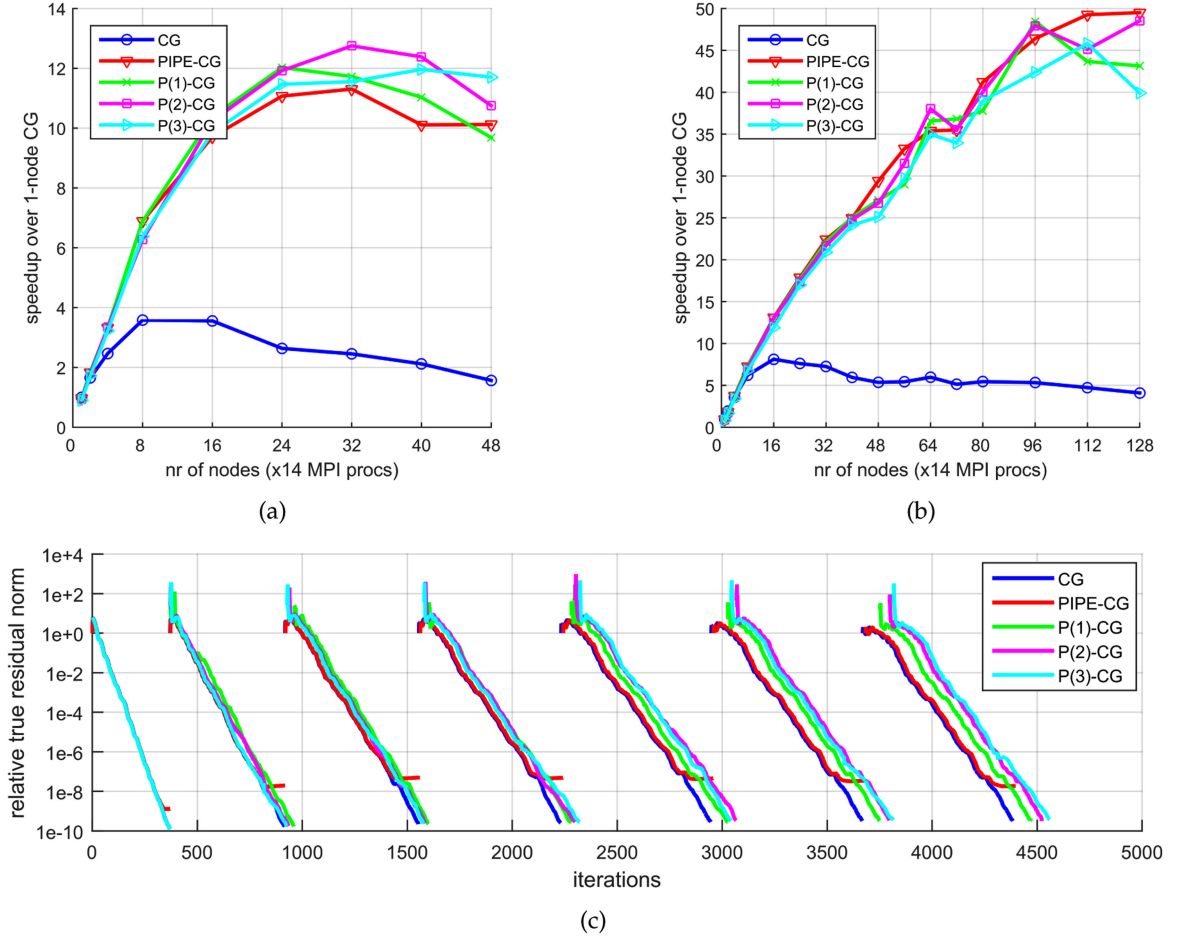 14
12
10
8
6
4
2
0
speedup over 1-node CG
CG
PIPE-CG
P(1)-CG
P(2)-CG
P(3)-CG
0 8 16 24 32 40 48
nr of nodes (x14 MPI procs)
(a)
50
45
40
35
30
25
20
15
10
5
0
speedup over 1-node CG
CG
PIPE-CG
P(1)-CG
P(2)-CG
P(3)-CG
0 16 32 48 64 80 96 112 128
nr of nodes (x14 MPI procs)
(b)
1e+4
1e+2
1e+0
1e-2
1e-4
1e-6
1e-8
1e-10
relative true residual norm
CG
PIPE-CG
P(1)-CG
P(2)-CG
P(3)-CG
0 500 1000 1500 2000 2500 3000 3500 4000 4500 5000
iterations
(c)